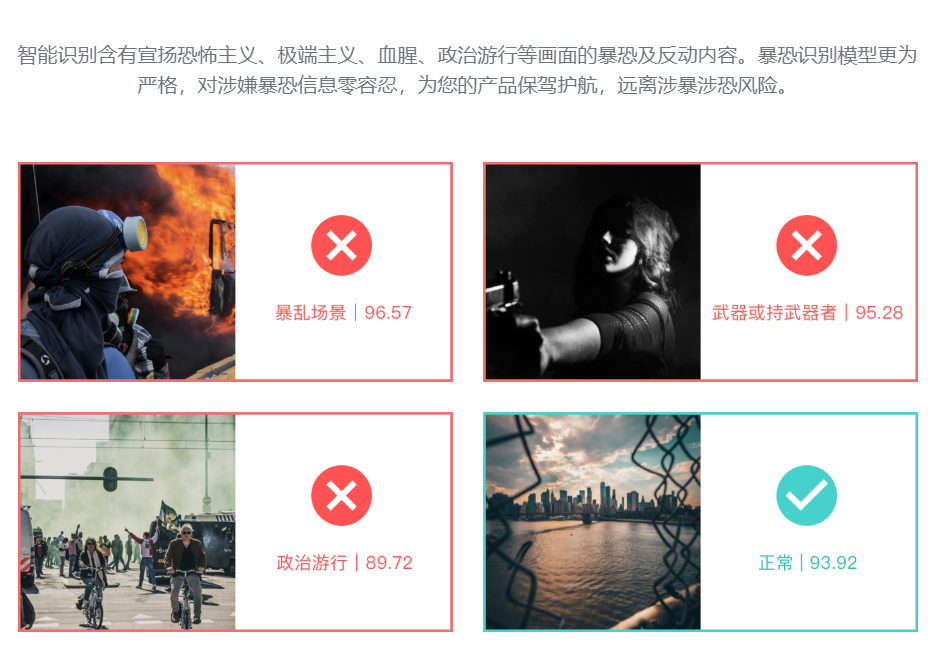 智能识别含有宣扬恐怖主义、极端主义、血腥、政治游行等画面的暴恐及反动内容。暴恐识别模型更为
严格，对涉嫌暴恐信息零容忍，为您的产品保驾护航，远离涉暴涉恐风险。
暴乱场景 | 96.57
武器或持武器者 | 95.28
政治游行 | 89.72
正常 | 93.92